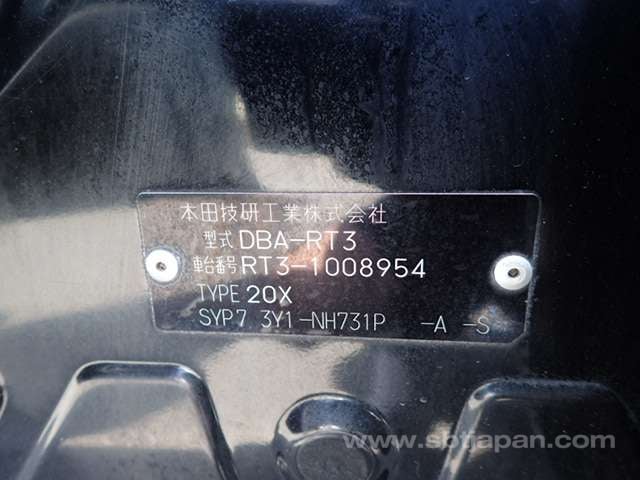 本田技研工業株式会社
型式 DBA-RT3
車台番号 RT3-1008954
TYPE 20X
SYP7 3Y1-NH731P -A -S
www.sbtjapan.com